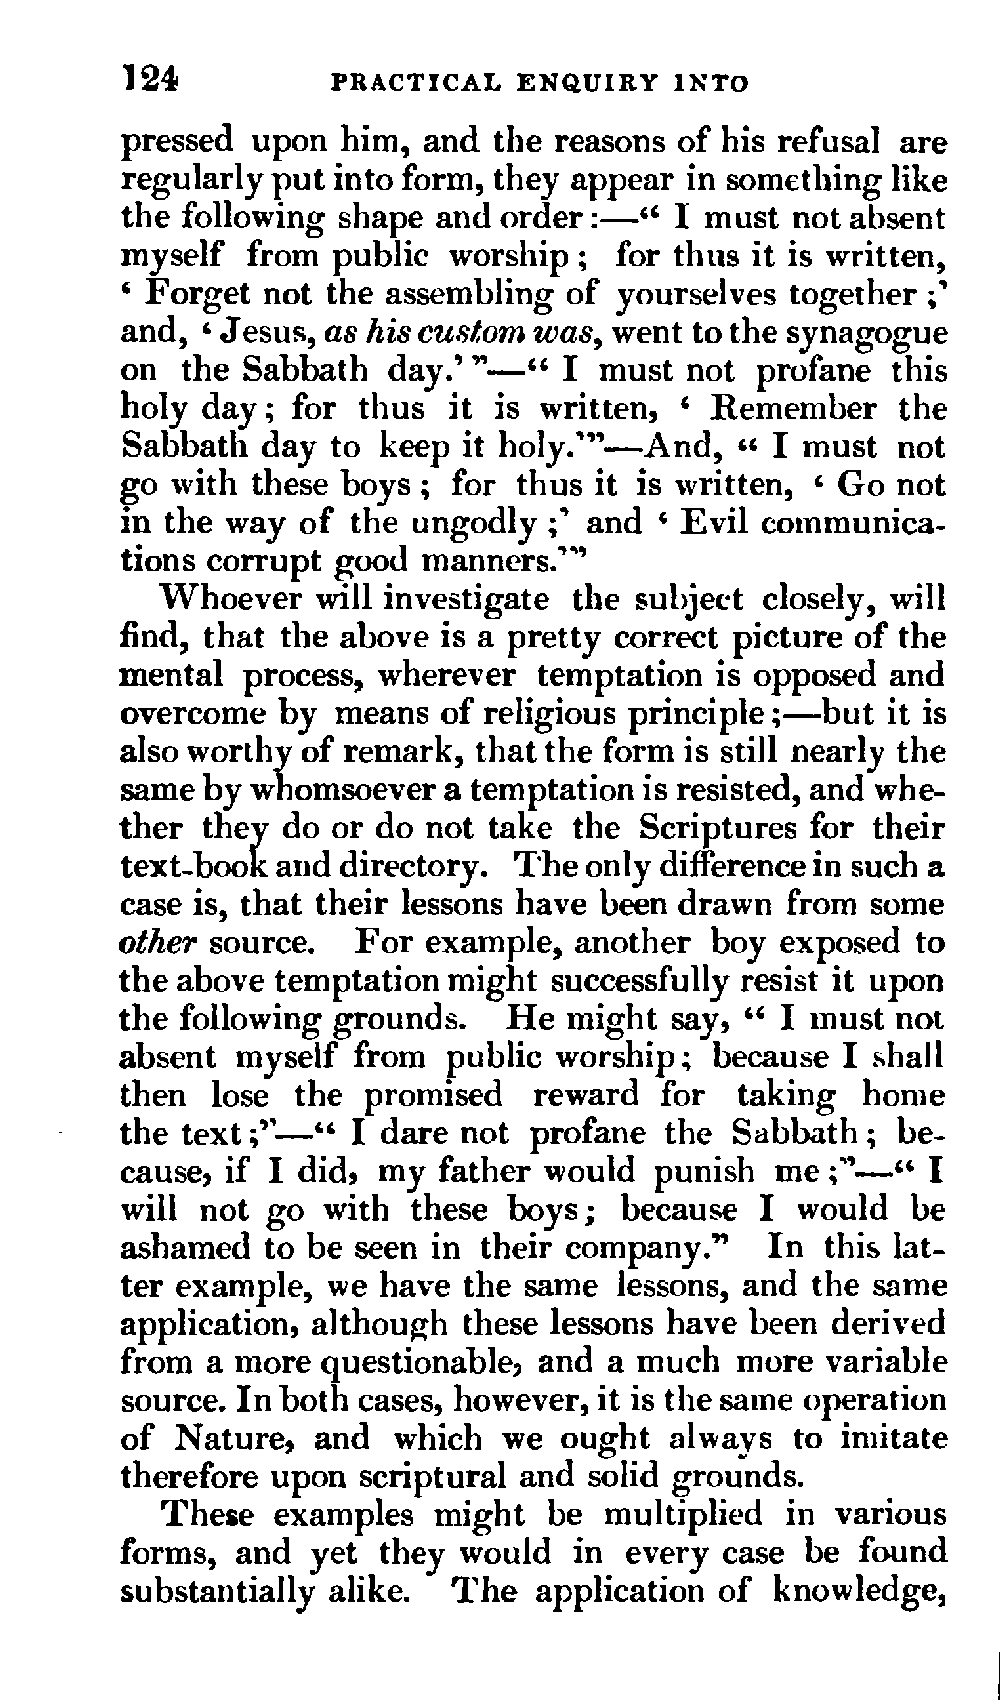 124 PRACTICAL ENQUIRY INTO
pressed upon him, and the reasons of his refusal are
regularly put into form, they appear in something like
the following shape and order:—“ I must not absent
myself from public worship; for thus it is written,
‘ Forget not the assembling of yourselves together;’
and, ‘ Jesus, as his custom was, went to the synagogue
on the Sabbath day.’ ”—“ I must not profane this
holy day; for thus it is written, ‘ Remember the
Sabbath day to keep it holy.’”—And, “ I must not
go with these boys; for thus it is written, ‘ Go not
in the way of the ungodly;’ and ‘ Evil communica-
tions corrupt good manners.’”
Whoever will investigate the subject closely, will
find, that the above is a pretty correct picture of the
mental process, wherever temptation is opposed and
overcome by means of religious principle;—but it is
also worthy of remark, that the form is still nearly the
same by whomsoever a temptation is resisted, and whe-
ther they do or do not take the Scriptures for their
text-book and directory. The only difference in such a
case is, that their lessons have been drawn from some
other source. For example, another boy exposed to
the above temptation might successfully resist it upon
the following grounds. He might say, “ I must not
absent myself from public worship; because I shall
then lose the promised reward for taking home
the text;”—“ I dare not profane the Sabbath; be-
cause, if I did, my father would punish me;”—“ I
will not go with these boys; because I would be
ashamed to be seen in their company.” In this lat-
ter example, we have the same lessons, and the same
application, although these lessons have been derived
from a more questionable, and a much more variable
source. In both cases, however, it is the same operation
of Nature, and which we ought always to imitate
therefore upon scriptural and solid grounds.
These examples might be multiplied in various
forms, and yet they would in every case be found
substantially alike. The application of knowledge,